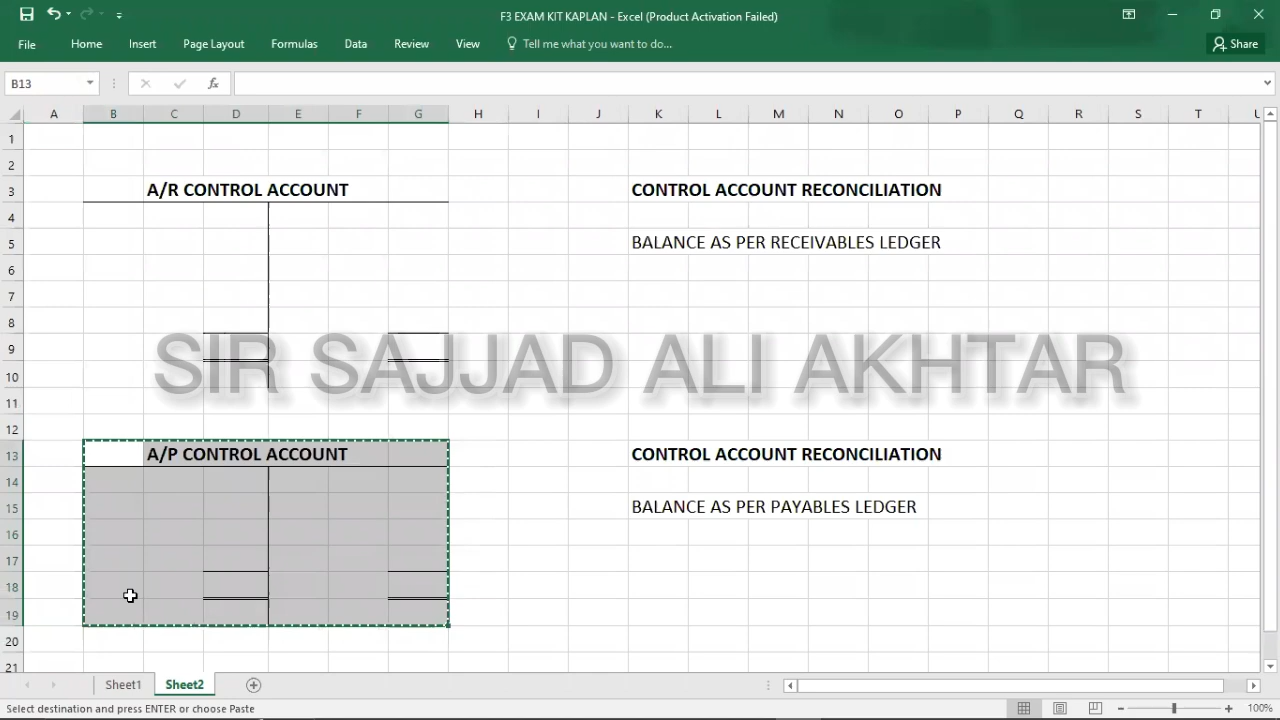 F3 EXAM KIT KAPLAN - Excel (Product Activation Failed)
File Home Insert Page Layout Formulas Data Review View Tell me what you want to do... Share
B13 fx
A B C D E F G H I J K L M N O P Q R S T U
1
2
3 A/R CONTROL ACCOUNT CONTROL ACCOUNT RECONCILIATION
4
5 BALANCE AS PER RECEIVABLES LEDGER
6
7
8
9
SIR SAJJAD ALI AKHTAR
10
11
12
13 A/P CONTROL ACCOUNT CONTROL ACCOUNT RECONCILIATION
14
15 BALANCE AS PER PAYABLES LEDGER
16
17
18
19
20
21
Sheet1 Sheet2
Select destination and press ENTER or choose Paste 100%